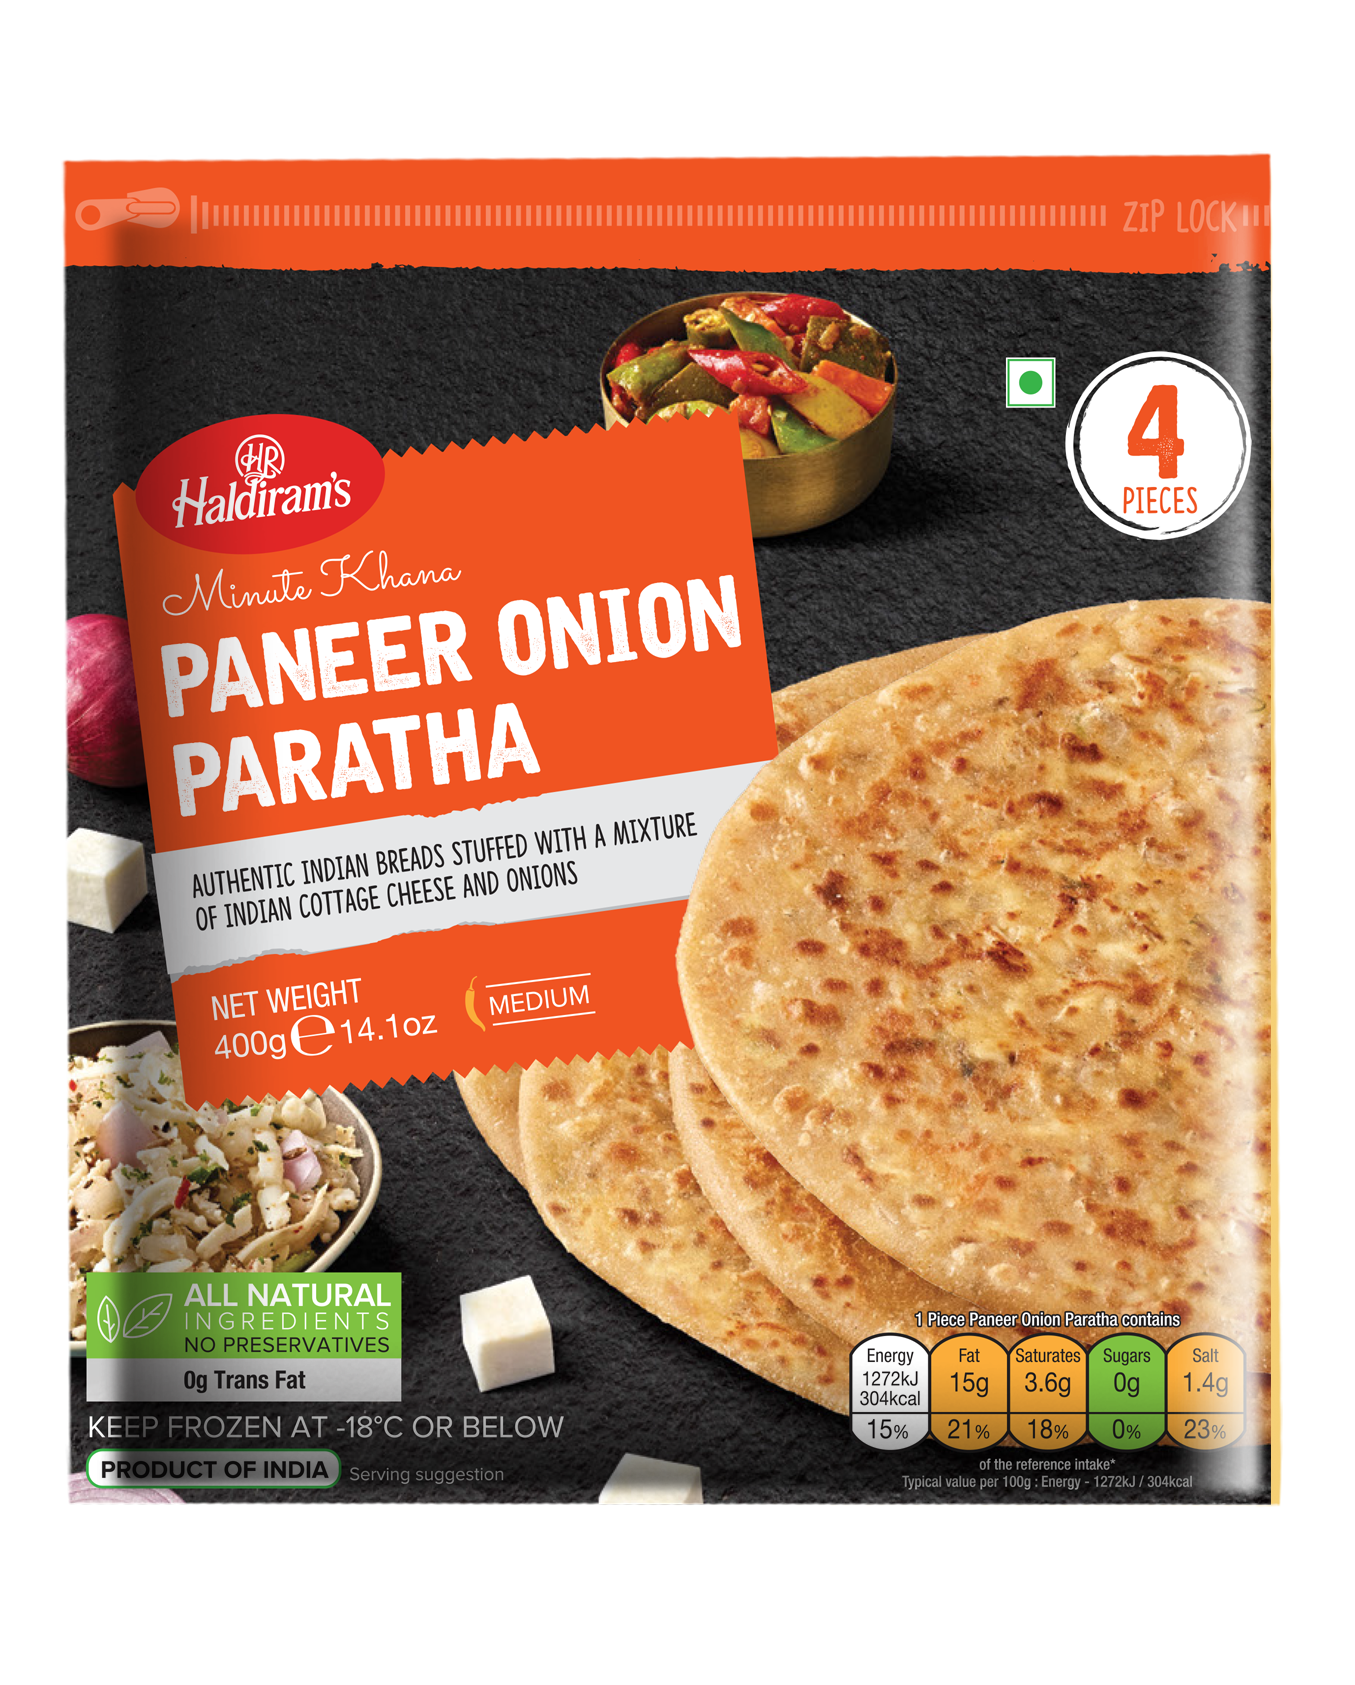 ZIP LOCK
4
PIECES
HR
Haldiram's
Minute Khana
PANEER ONION
PARATHA
AUTHENTIC INDIAN BREADS STUFFED WITH A MIXTURE
OF INDIAN COTTAGE CHEESE AND ONIONS
NET WEIGHT
400g ℮ 14.1oz
MEDIUM
ALL NATURAL
INGREDIENTS
NO PRESERVATIVES
0g Trans Fat
KEEP FROZEN AT -18°C OR BELOW
PRODUCT OF INDIA
Serving suggestion
1 Piece Paneer Onion Paratha contains
Energy Fat Saturates Sugars Salt
1272kJ 15g 3.6g 0g 1.4g
304kcal
15% 21% 18% 0% 23%
of the reference intake*
Typical value per 100g : Energy - 1272kJ / 304kcal